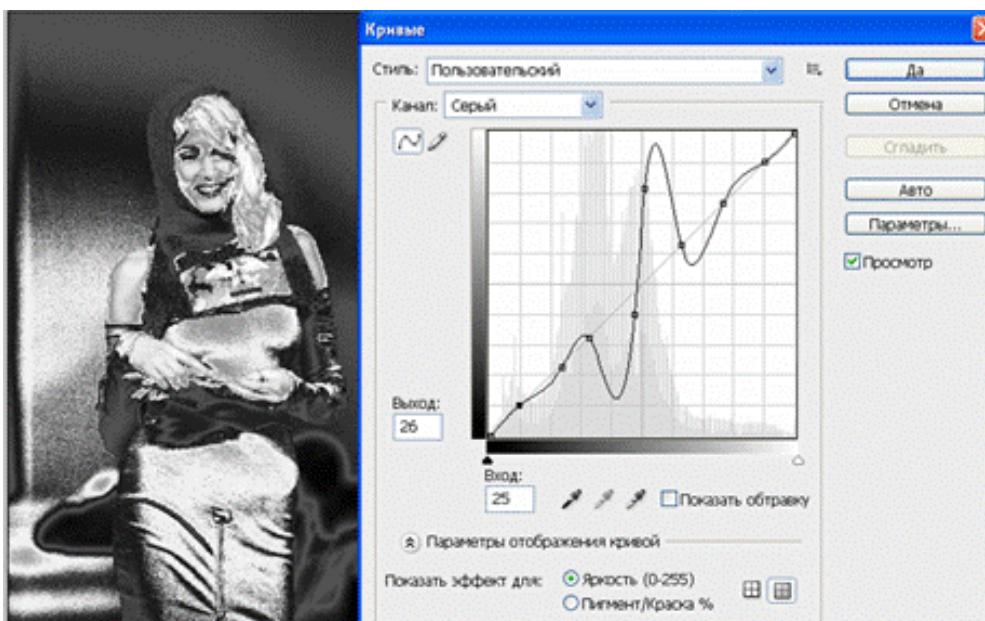 Кривые
Стиль: Пользовательский
Да
Канал: Серый
Отмена
Сгладить
Авто
Параметры...
Просмотр
Выход:
26
Вход:
25
Показать обтравку
Параметры отображения кривой
Показать эффект для:
Яркость (0-255)
Пигмент/Краска %